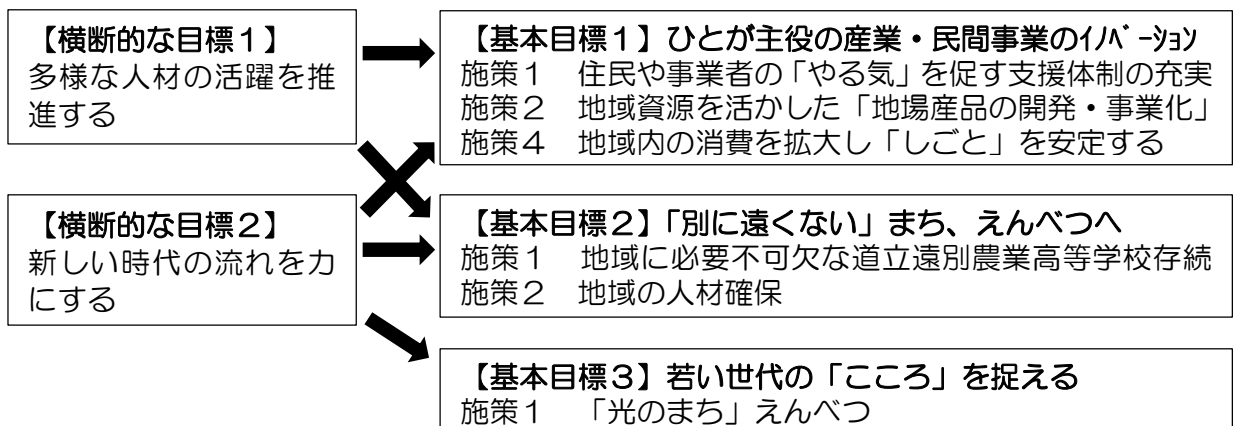 【横断的な目標１】
多様な人材の活躍を推
進する
【横断的な目標２】
新しい時代の流れを力
にする
【基本目標１】ひとが主役の産業・民間事業のｲﾉﾍﾞｰｼｮﾝ
施策１　住民や事業者の「やる気」を促す支援体制の充実
施策２　地域資源を活かした「地場産品の開発・事業化」
施策４　地域内の消費を拡大し「しごと」を安定する
【基本目標２】「別に遠くない」まち、えんべつへ
施策１　地域に必要不可欠な道立遠別農業高等学校存続
施策２　地域の人材確保
【基本目標３】若い世代の「こころ」を捉える
施策１　「光のまち」えんべつ